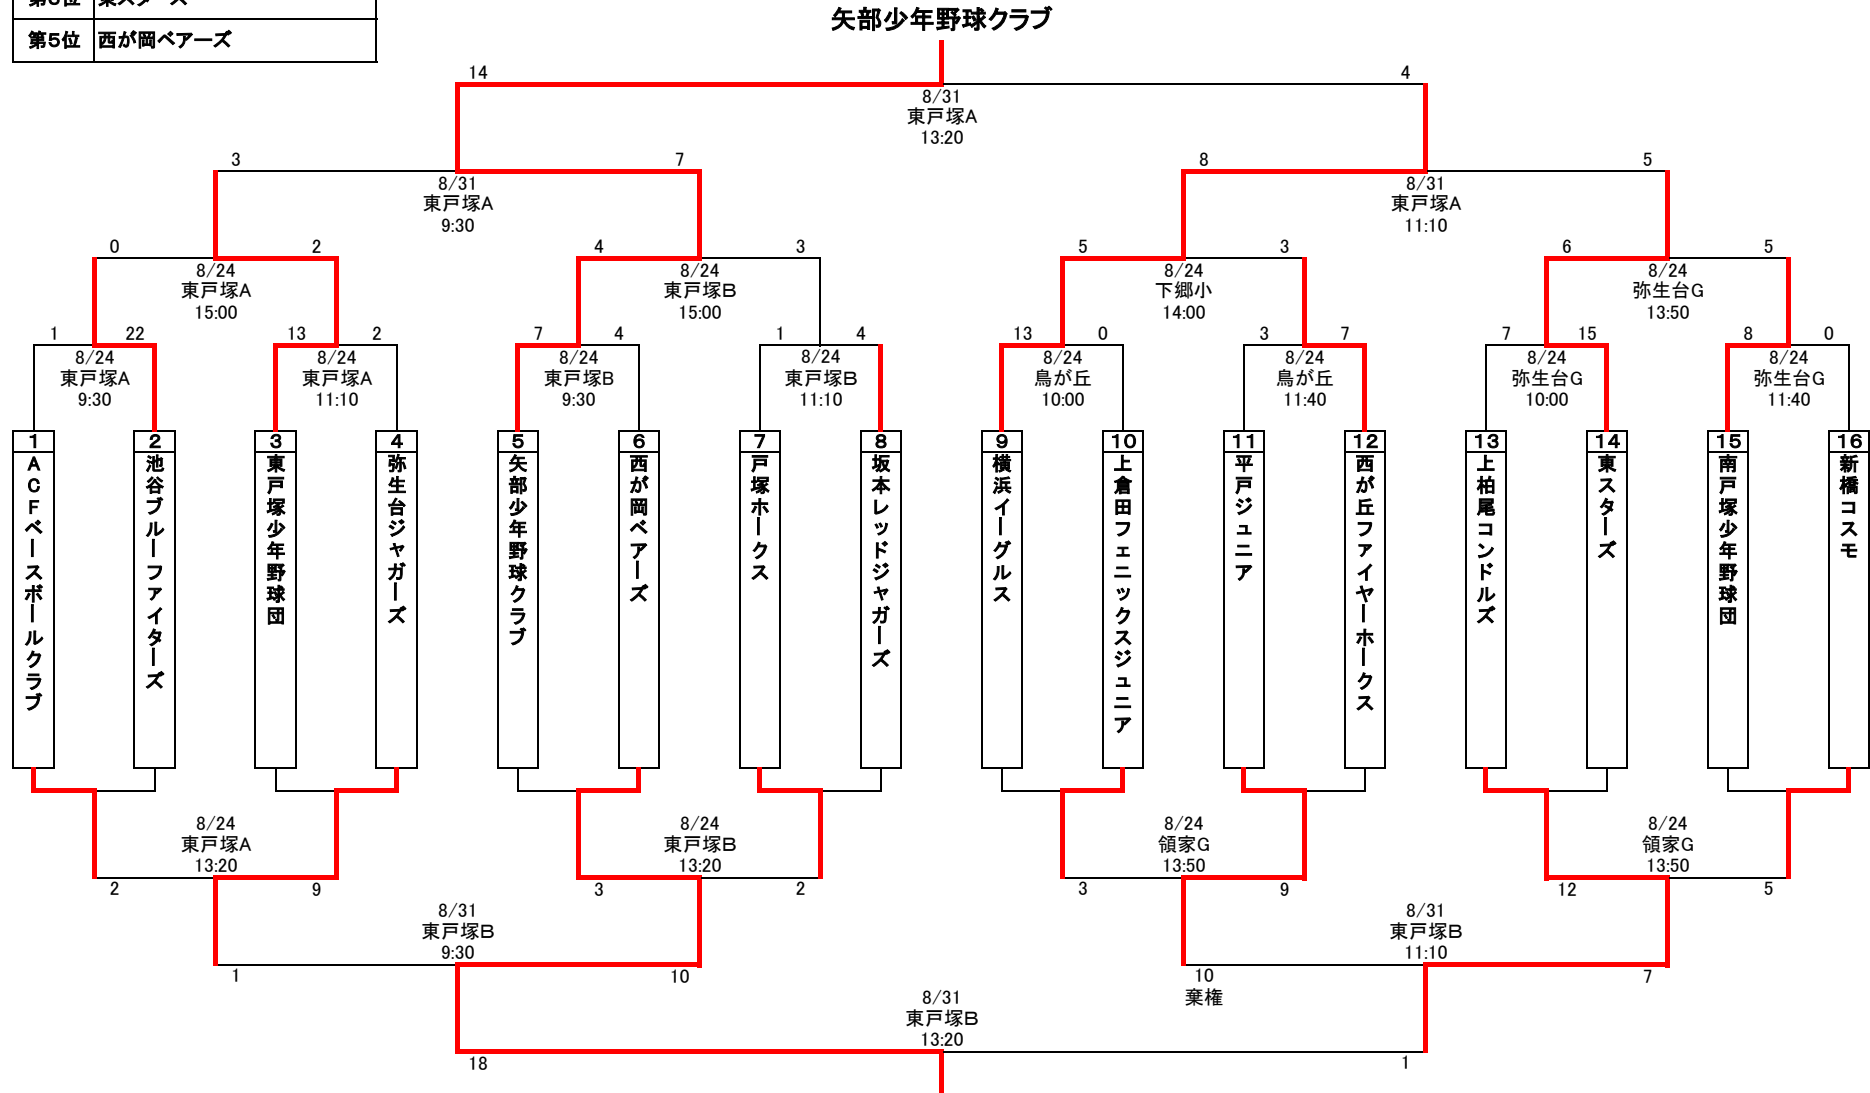 東スターズ
第5位 西が岡ベアーズ
矢部少年野球クラブ
14 4
8/31
東戸塚A
13:20
3 7 8 5
8/31 8/31
東戸塚A 東戸塚A
9:30 11:10
0 2 4 3 5 3 6 5
8/24 8/24 8/24 8/24
東戸塚A 東戸塚B 下郷小 弥生台G
15:00 15:00 14:00 13:50
1 22 13 2 7 4 1 4 13 0 3 7 7 15 8 0
8/24 8/24 8/24 8/24 8/24 8/24 8/24 8/24
東戸塚A 東戸塚A 東戸塚B 東戸塚B 鳥が丘 鳥が丘 弥生台G 弥生台G
9:30 11:10 9:30 11:10 10:00 11:40 10:00 11:40
1 2 3 4 5 6 7 8 9 10 11 12 13 14 15 16
ACFベースボールクラブ
池谷ブルーファイターズ
東戸塚少年野球団
弥生台ジャガーズ
矢部少年野球クラブ
西が岡ベアーズ
戸塚ホークス
坂本レッドジャガーズ
横浜イーグルス
上倉田フェニックスジュニア
平戸ジュニア
西が丘ファイヤーホークス
上柏尾コンドルズ
東スターズ
南戸塚少年野球団
新橋コスモ
8/24 8/24 8/24 8/24
東戸塚A 東戸塚B 領家G 領家G
13:20 13:20 13:50 13:50
2 9 3 2 3 9 12 5
8/31 8/31
東戸塚B 東戸塚B
9:30 11:10
1 10 10 7
棄権
8/31
東戸塚B
13:20
18 1